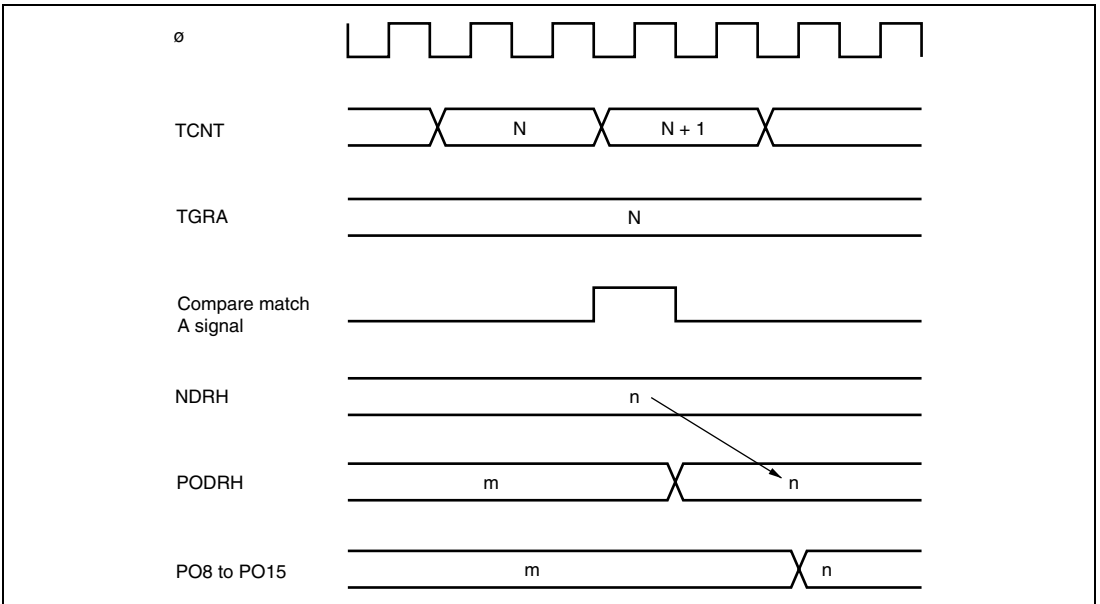 ø
TCNT N N + 1
TGRA N
Compare match
A signal
NDRH n
PODRH m n
PO8 to PO15 m n